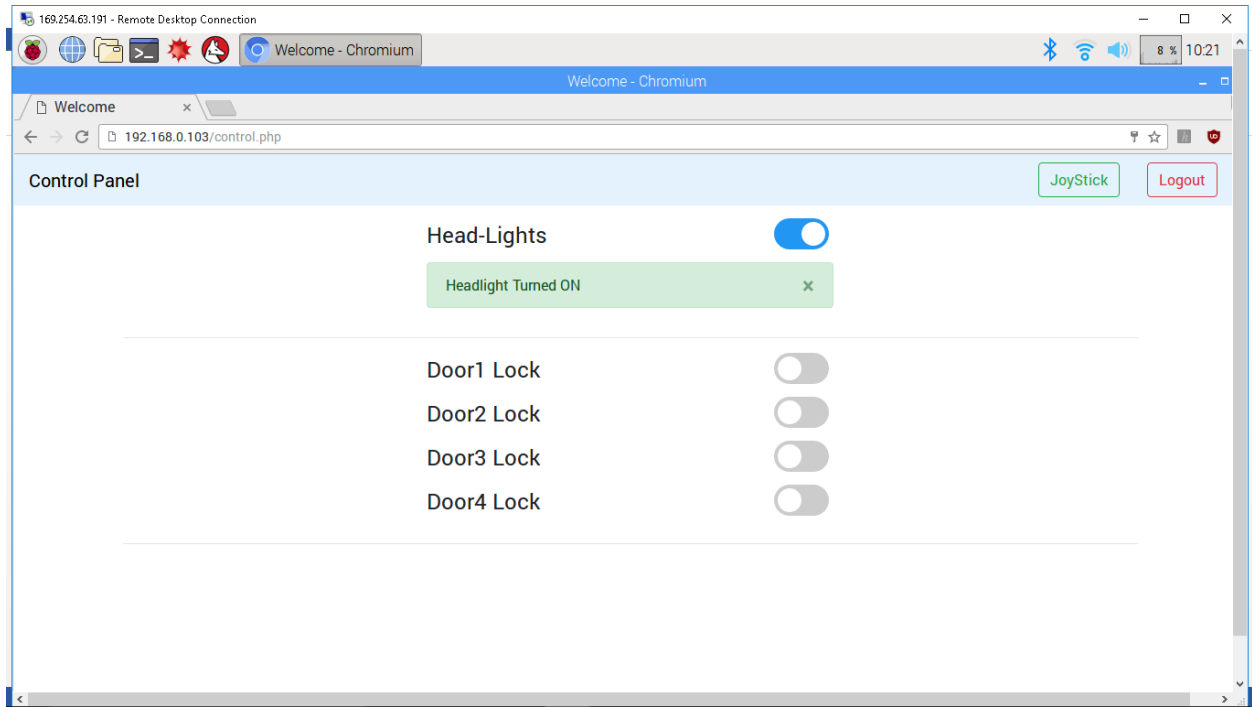 169.254.63.191 - Remote Desktop Connection
Welcome - Chromium 8 % 10:21
Welcome - Chromium
Welcome
192.168.0.103/control.php
Control Panel JoyStick Logout
Head-Lights
Headlight Turned ON
Door1 Lock
Door2 Lock
Door3 Lock
Door4 Lock